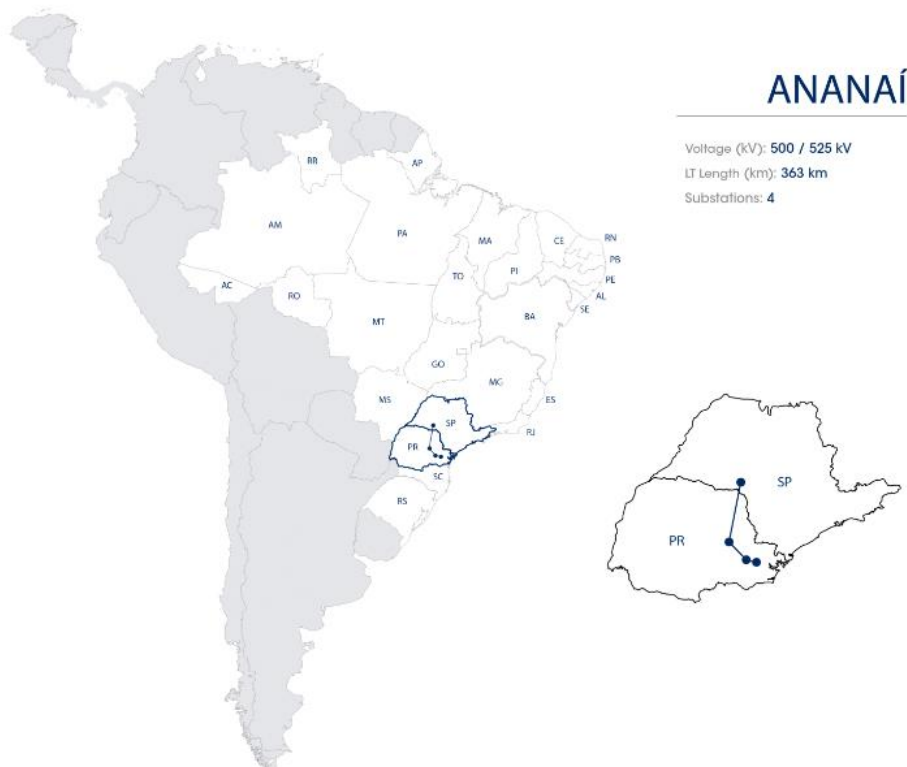 ANANAÍ
Voltage (kV): 500 / 525 kV
LT Length (km): 363 km
Substations: 4
RR
AP
AM
PA
MA
CE
RN
PB
PE
AL
SE
PI
TO
AC
RO
MT
BA
GO
MG
ES
MS
SP
RJ
PR
SC
RS
SP
PR